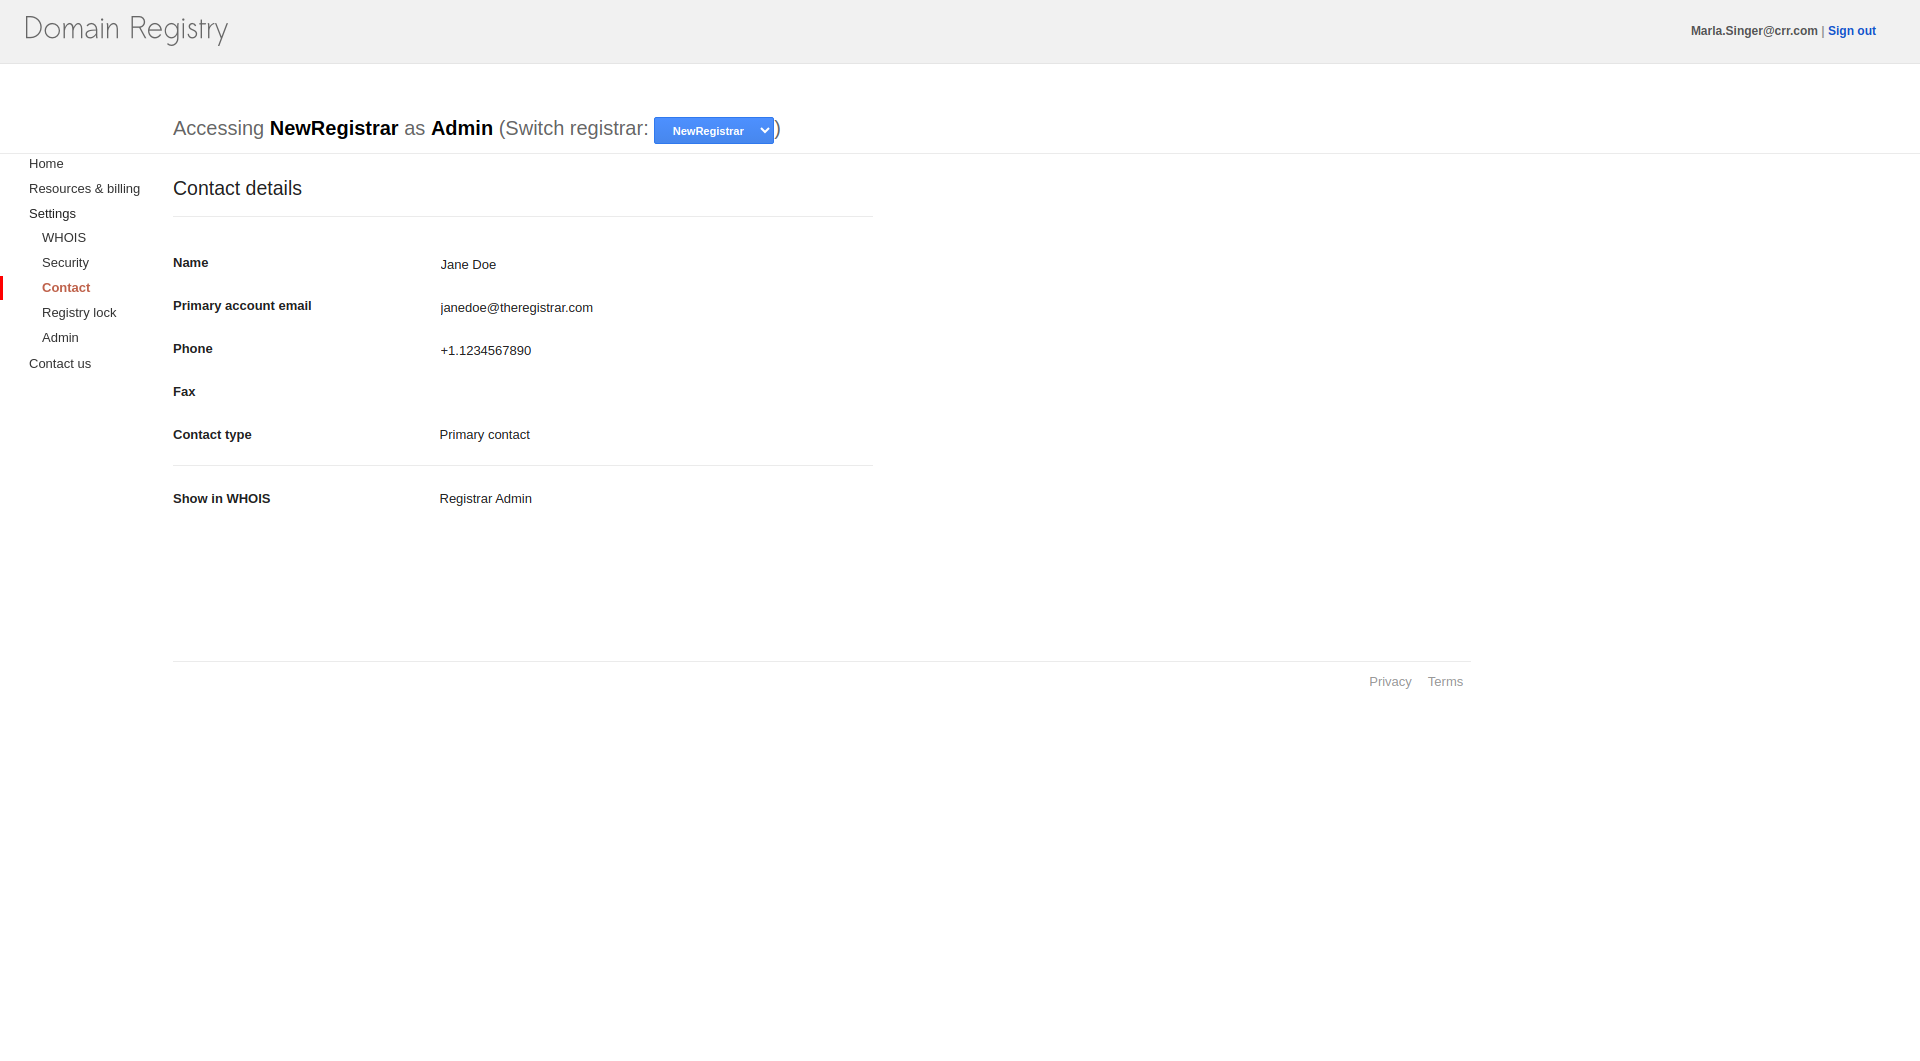 Domain Registry
Marla.Singer@crr.com | Sign out
Accessing NewRegistrar as Admin (Switch registrar: NewRegistrar)
Home
Resources & billing
Settings
WHOIS
Security
Contact
Registry lock
Admin
Contact us
Contact details
Name Jane Doe
Primary account email janedoe@theregistrar.com
Phone +1.1234567890
Fax
Contact type Primary contact
Show in WHOIS Registrar Admin
Privacy Terms